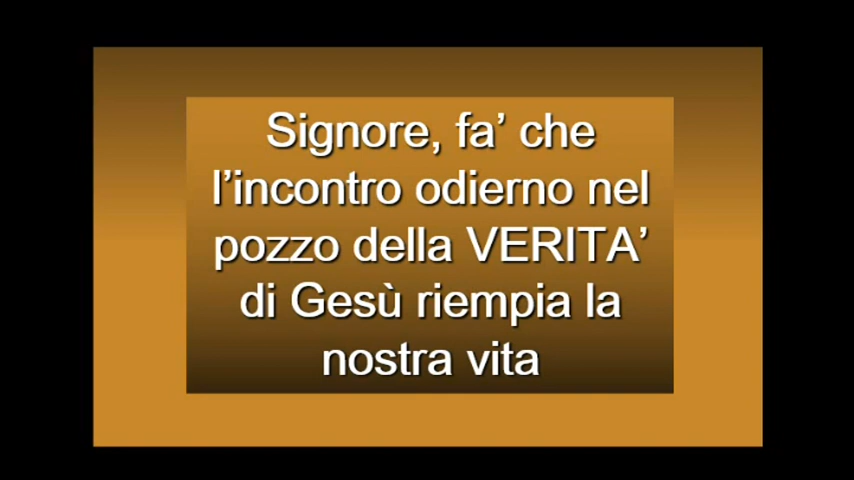 Signore, fa’ che
l’incontro odierno nel
pozzo della VERITA’
di Gesù riempia la
nostra vita